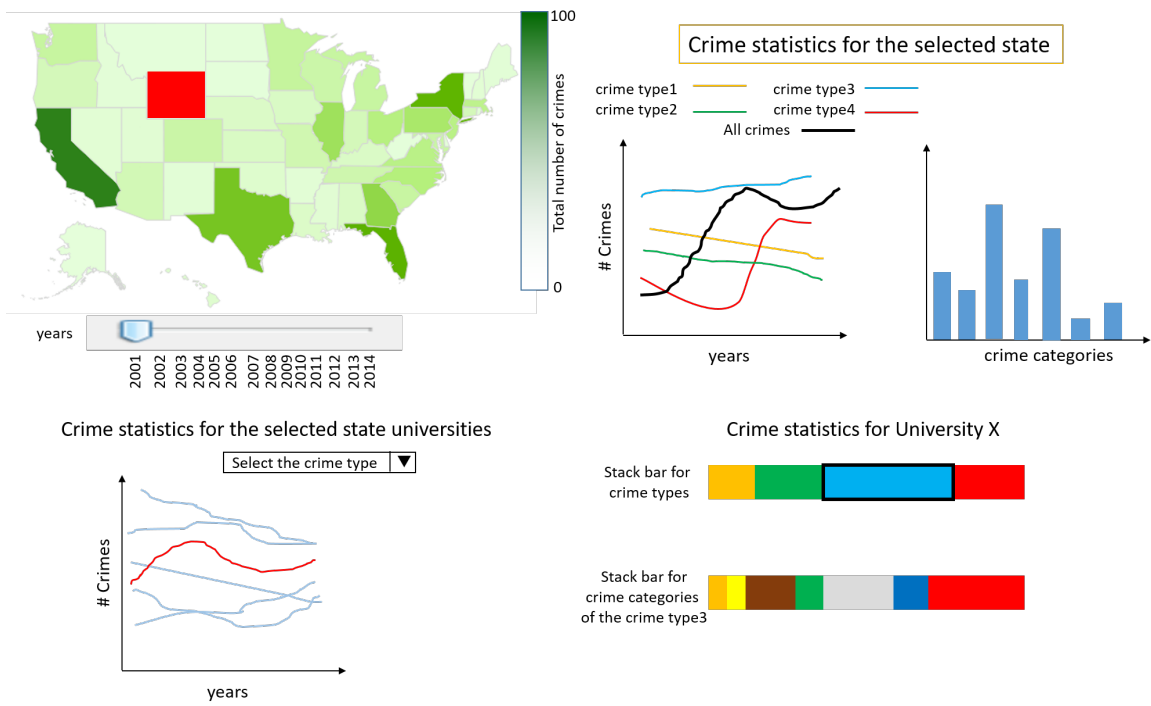 100
Total number of crimes
0
years
2001
2002
2003
2004
2005
2006
2007
2008
2009
2010
2011
2012
2013
2014
Crime statistics for the selected state
crime type1
crime type3
crime type2
crime type4
All crimes
# Crimes
years
crime categories
Crime statistics for the selected state universities
Select the crime type
# Crimes
years
Crime statistics for University X
Stack bar for
crime types
Stack bar for
crime categories
of the crime type3